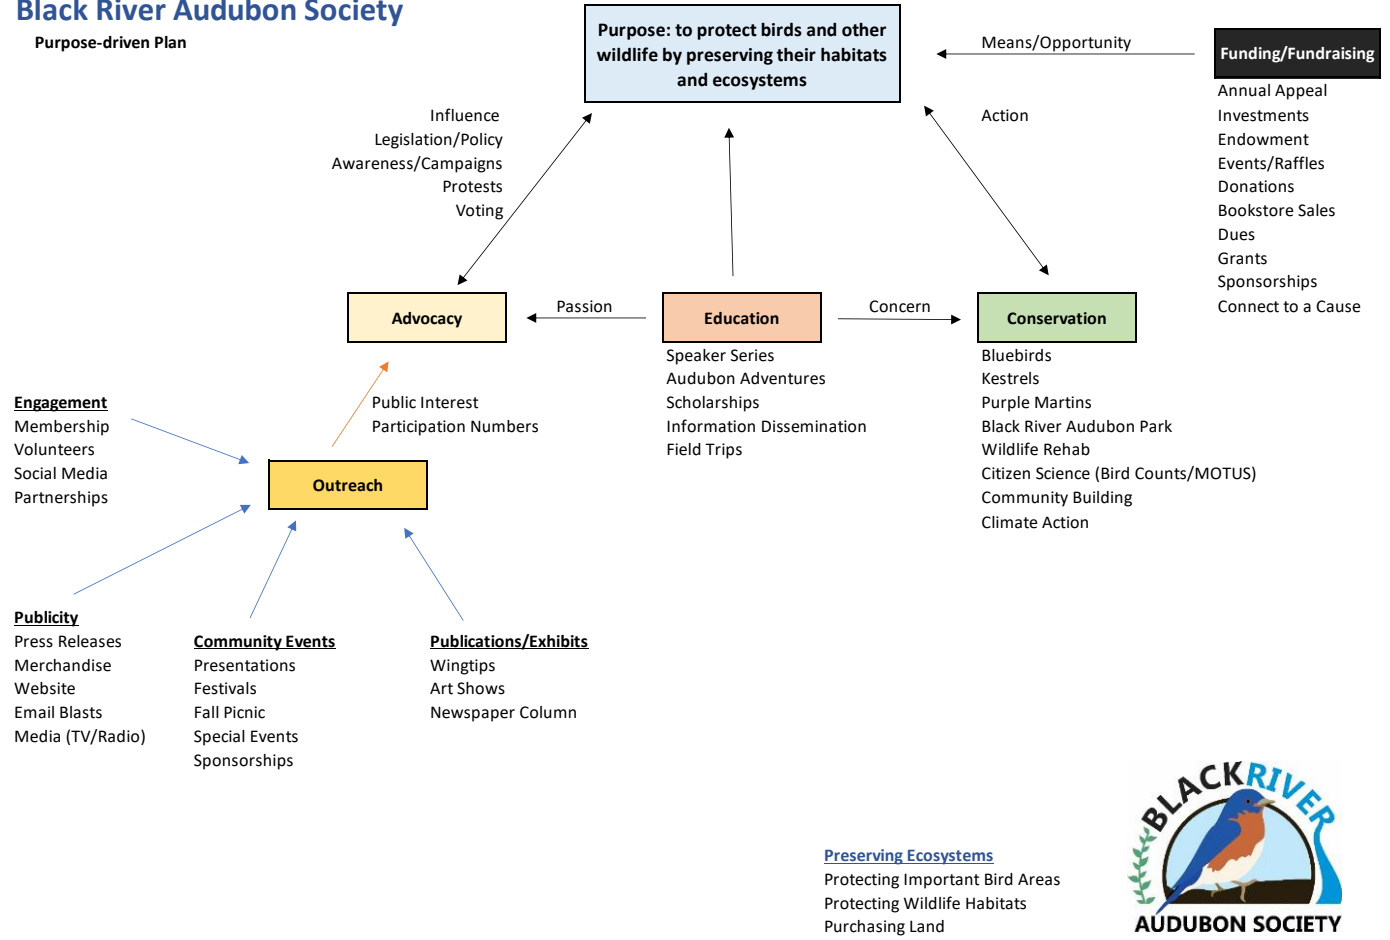 Black River Audubon Society
Purpose-driven Plan
Purpose: to protect birds and other
wildlife by preserving their habitats
and ecosystems
Means/Opportunity
Funding/Fundraising
Annual Appeal
Investments
Endowment
Events/Raffles
Donations
Bookstore Sales
Dues
Grants
Sponsorships
Connect to a Cause
Influence
Legislation/Policy
Awareness/Campaigns
Protests
Voting
Action
Advocacy
Passion
Education
Concern
Conservation
Speaker Series
Audubon Adventures
Scholarships
Information Dissemination
Field Trips
Bluebirds
Kestrels
Purple Martins
Black River Audubon Park
Wildlife Rehab
Citizen Science (Bird Counts/MOTUS)
Community Building
Climate Action
Public Interest
Participation Numbers
Engagement
Membership
Volunteers
Social Media
Partnerships
Outreach
Publicity
Press Releases
Merchandise
Website
Email Blasts
Media (TV/Radio)
Community Events
Presentations
Festivals
Fall Picnic
Special Events
Sponsorships
Publications/Exhibits
Wingtips
Art Shows
Newspaper Column
Preserving Ecosystems
Protecting Important Bird Areas
Protecting Wildlife Habitats
Purchasing Land
BLACKRIVER
AUDUBON SOCIETY